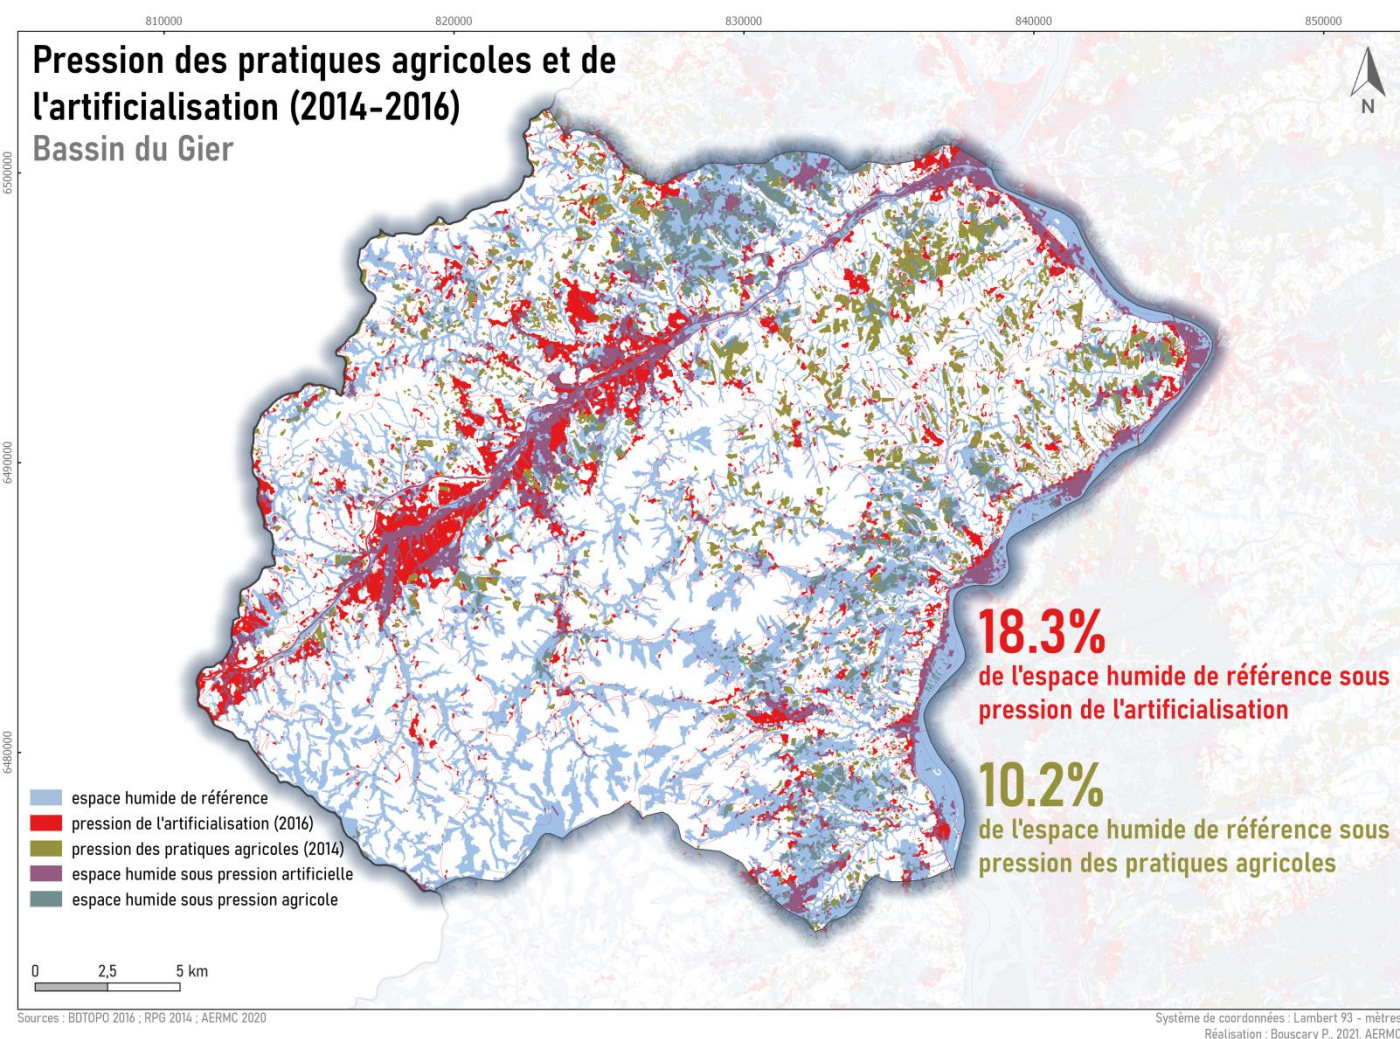 810000
820000
830000
840000
850000
Pression des pratiques agricoles et de
l'artificialisation (2014-2016)
Bassin du Gier
N
6500000
6490000
6480000
18.3%
de l'espace humide de référence sous
pression de l'artificialisation
10.2%
de l'espace humide de référence sous
pression des pratiques agricoles
espace humide de référence
pression de l'artificialisation (2016)
pression des pratiques agricoles (2014)
espace humide sous pression artificielle
espace humide sous pression agricole
0 2,5 5 km
Sources : BDTOPO 2016 ; RPG 2014 ; AERMC 2020
Système de coordonnées : Lambert 93 - mètres
Réalisation : Bouscary P., 2021. AERMC